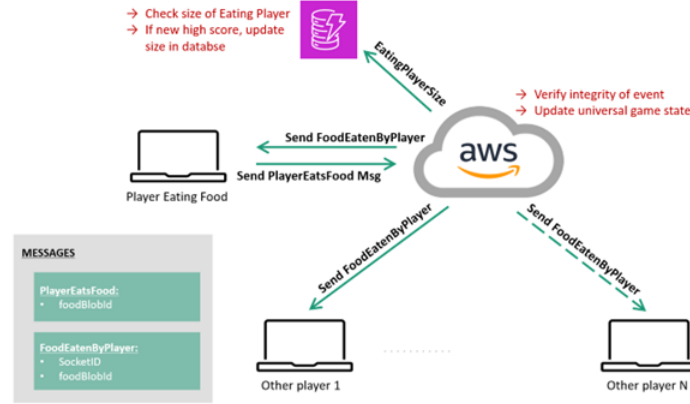 → Check size of Eating Player
→ If new high score, update
size in databse
EatingPlayerSize
→ Verify integrity of event
→ Update universal game state
aws
Send FoodEatenByPlayer
Send PlayerEatsFood Msg
Player Eating Food
Send FoodEatenByPlayer
Send FoodEatenByPlayer
MESSAGES
PlayerEatsFood:
• foodBlobId
FoodEatenByPlayer:
• SocketID
• foodBlobId
Other player 1
Other player N